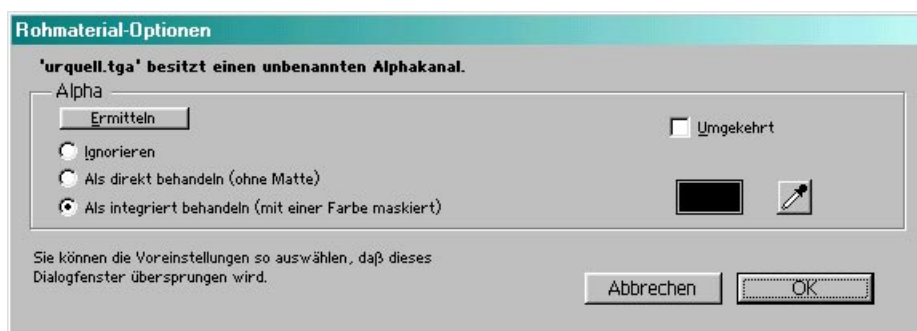 Rohmaterial-Optionen
'urquell.tga' besitzt einen unbenannten Alphakanal.
Alpha
Ermitteln
Umgekehrt
Ignorieren
Als direkt behandeln (ohne Matte)
Als integriert behandeln (mit einer Farbe maskiert)
Sie können die Voreinstellungen so auswählen, daß dieses
Dialogfenster übersprungen wird.
Abbrechen
OK